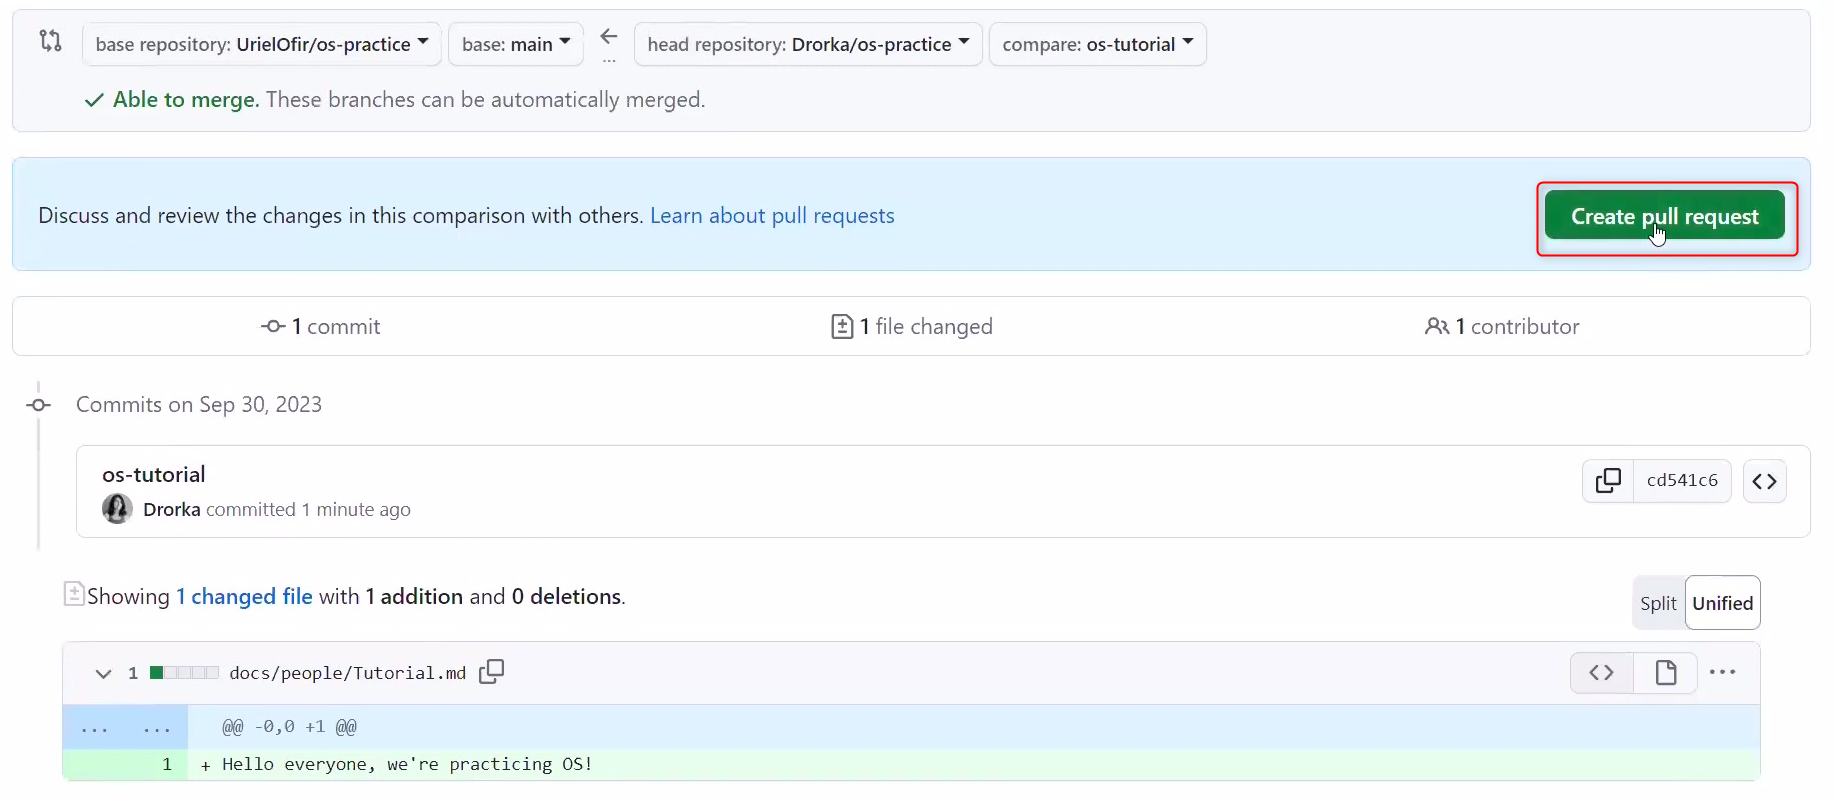 base repository: UrielOfir/os-practice base: main ... head repository: Drorka/os-practice compare: os-tutorial
Able to merge. These branches can be automatically merged.
Discuss and review the changes in this comparison with others. Learn about pull requests
Create pull request
1 commit
1 file changed
1 contributor
Commits on Sep 30, 2023
os-tutorial
cd541c6
Drorka committed 1 minute ago
Showing 1 changed file with 1 addition and 0 deletions.
Split Unified
1 docs/people/Tutorial.md
... ... @@ -0,0 +1 @@
1 + Hello everyone, we're practicing OS!